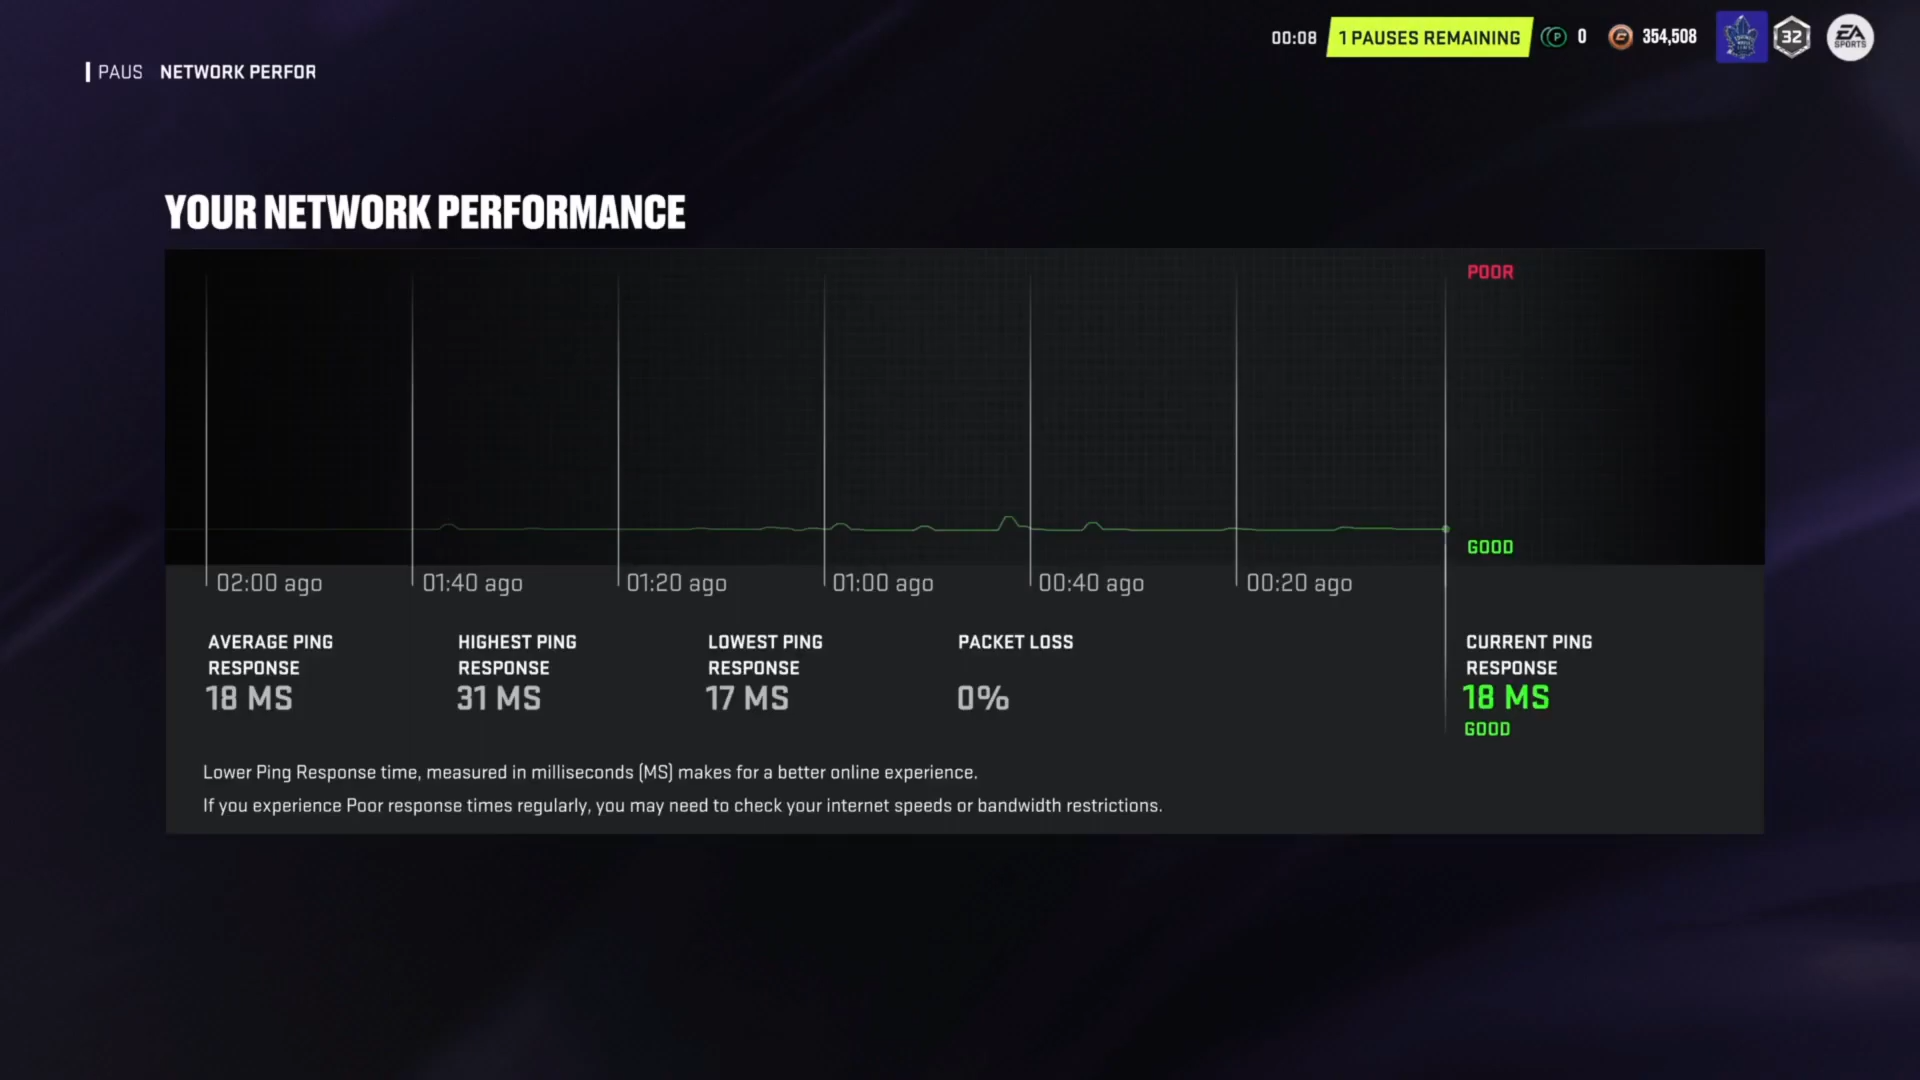 00:08 1 PAUSES REMAINING P 0 354,508 32 EA SPORTS
PAUS NETWORK PERFOR
YOUR NETWORK PERFORMANCE
POOR
GOOD
02:00 ago 01:40 ago 01:20 ago 01:00 ago 00:40 ago 00:20 ago
AVERAGE PING RESPONSE
18 MS
HIGHEST PING RESPONSE
31 MS
LOWEST PING RESPONSE
17 MS
PACKET LOSS
0%
CURRENT PING RESPONSE
18 MS
GOOD
Lower Ping Response time, measured in milliseconds (MS) makes for a better online experience.
If you experience Poor response times regularly, you may need to check your internet speeds or bandwidth restrictions.